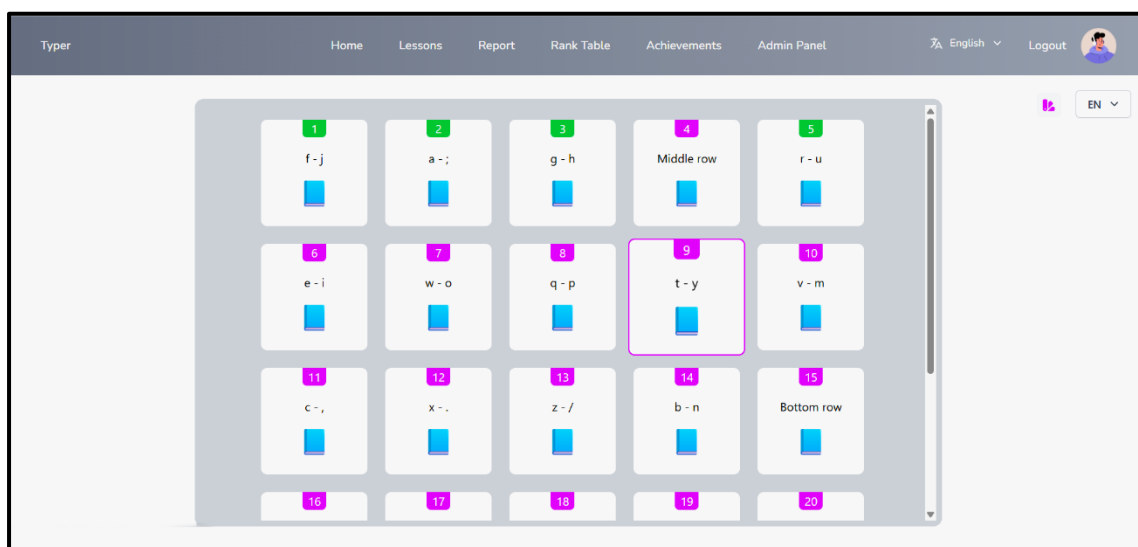 Typer Home Lessons Report Rank Table Achievements Admin Panel English Logout
EN
1 2 3 4 5
f - j a - ; g - h Middle row r - u
6 7 8 9 10
e - i w - o q - p t - y v - m
11 12 13 14 15
c - , x - . z - / b - n Bottom row
16 17 18 19 20